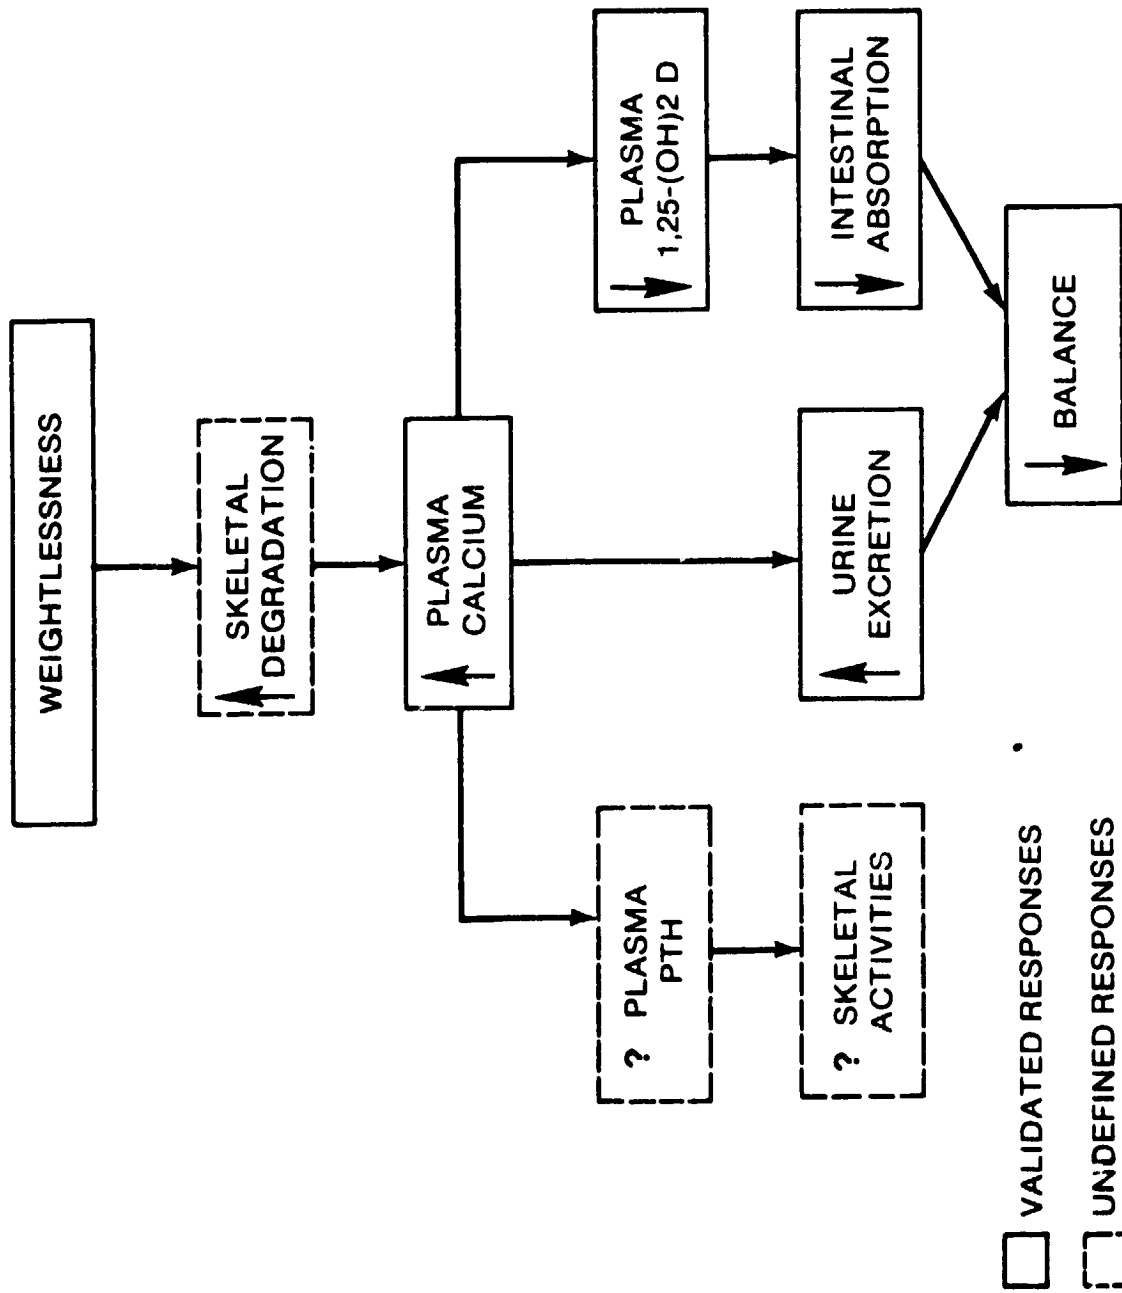 WEIGHTLESSNESS
SKELETAL
DEGRADATION
PLASMA
CALCIUM
? PLASMA
PTH
PLASMA
1,25-(OH)2 D
? SKELETAL
ACTIVITIES
URINE
EXCRETION
INTESTINAL
ABSORPTION
BALANCE
VALIDATED RESPONSES
UNDEFINED RESPONSES